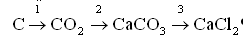 C →1 CO₂ →2 CaCO₃ →3 CaCl₂